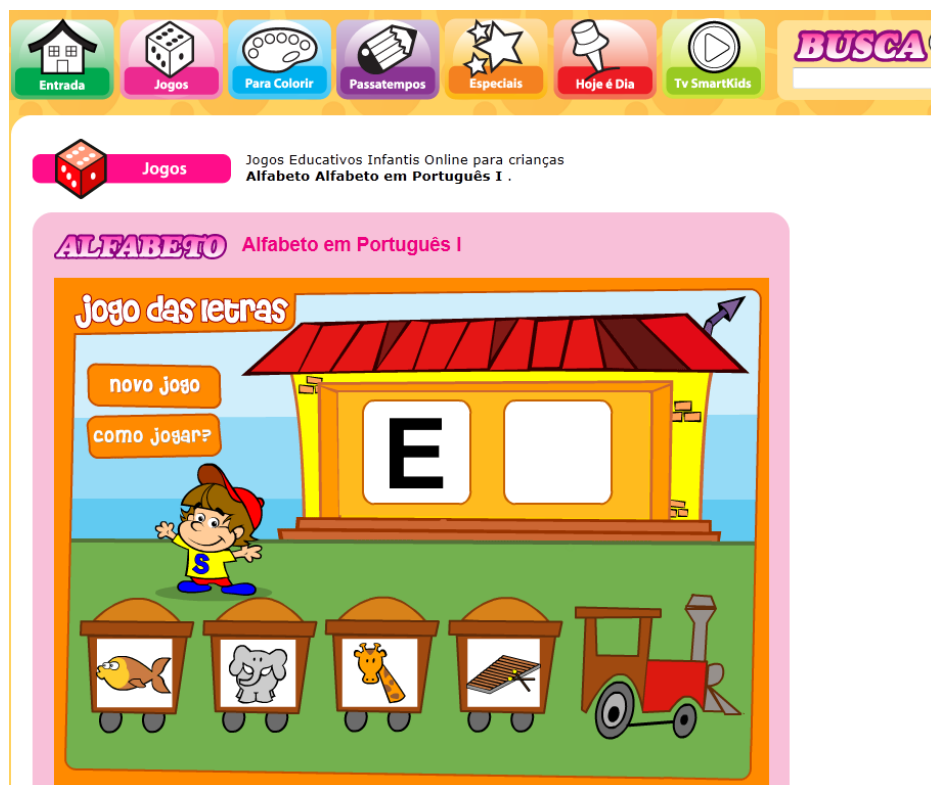 Entrada
Jogos
Para Colorir
Passatempos
Especiais
Hoje é Dia
Tv SmartKids
BUSCA
Jogos
Jogos Educativos Infantis Online para crianças
Alfabeto Alfabeto em Português I .
ALFABETO Alfabeto em Português I
jogo das letras
novo jogo
como jogar?
E
S